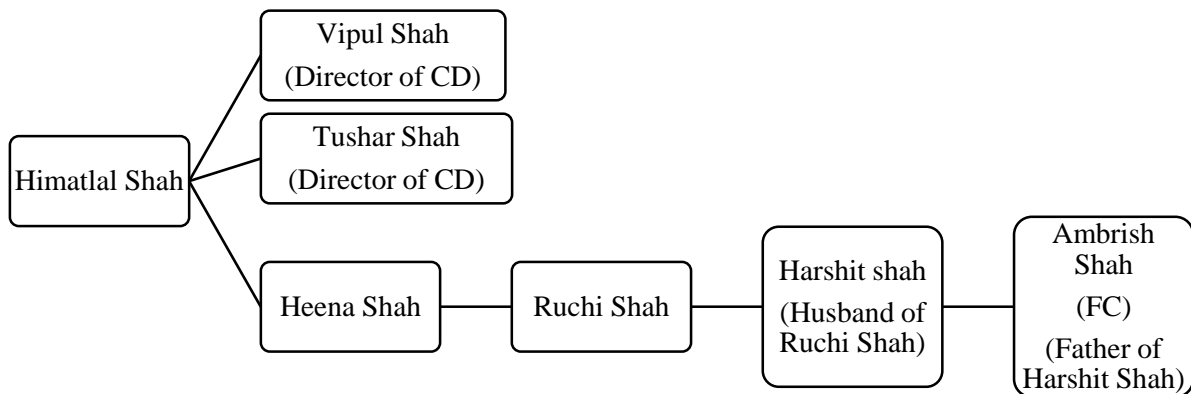 Vipul Shah
(Director of CD)
Tushar Shah
(Director of CD)
Himatlal Shah
Heena Shah
Ruchi Shah
Harshit shah
(Husband of
Ruchi Shah)
Ambrish
Shah
(FC)
(Father of
Harshit Shah)